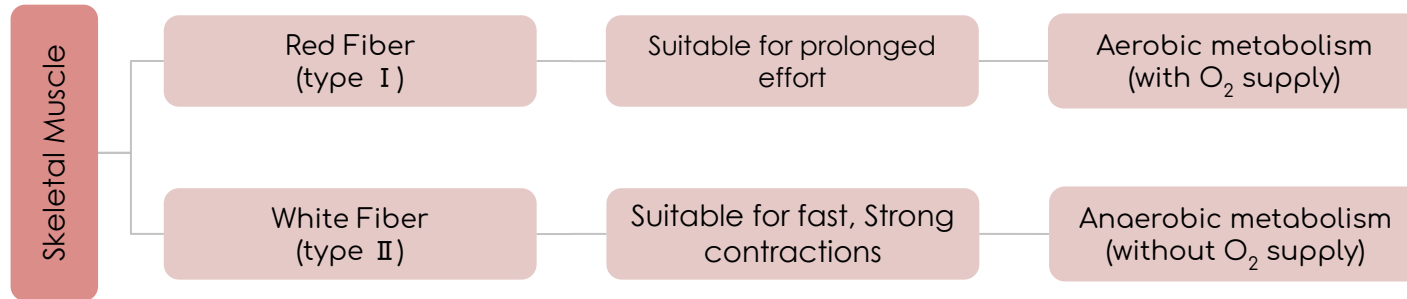 Skeletal Muscle
Red Fiber
(type Ⅰ)
Suitable for prolonged
effort
Aerobic metabolism
(with O₂ supply)
White Fiber
(type Ⅱ)
Suitable for fast, Strong
contractions
Anaerobic metabolism
(without O₂ supply)